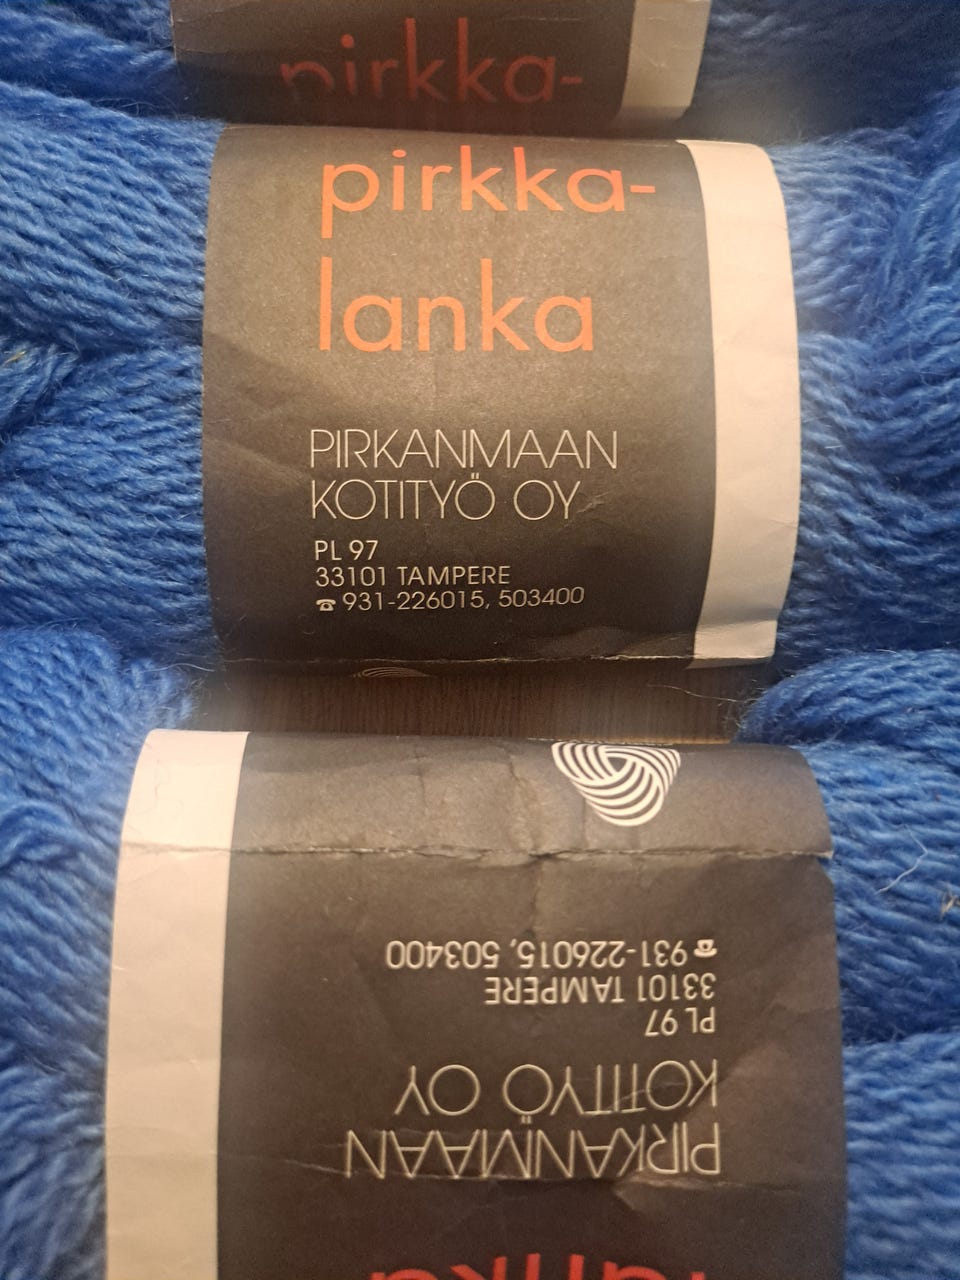 pirkka-
pirkka-
lanka
PIRKANMAAN
KOTITYÖ OY
PL 97
33101 TAMPERE
☎ 931-226015, 503400
☎ 931-226015, 503400
33101 TAMPERE
PL 97
KOTITYÖ OY
PIRKANMAAN
lanka